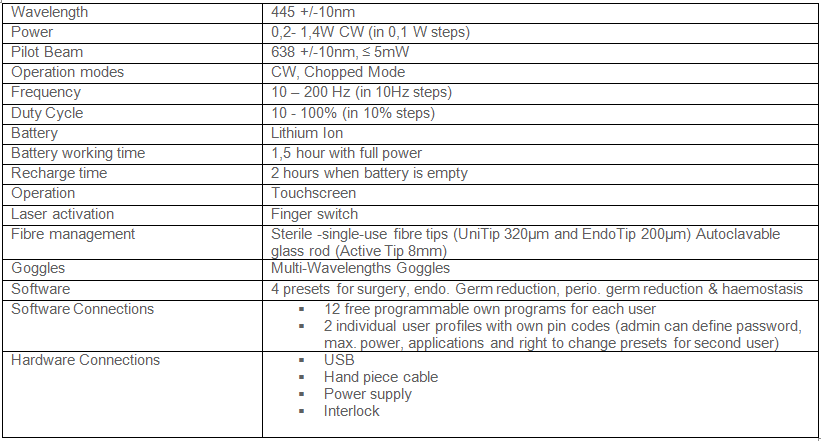 Wavelength 445 +/-10nm
Power 0,2- 1,4W CW (in 0,1 W steps)
Pilot Beam 638 +/-10nm, ≤ 5mW
Operation modes CW, Chopped Mode
Frequency 10 – 200 Hz (in 10Hz steps)
Duty Cycle 10 - 100% (in 10% steps)
Battery Lithium Ion
Battery working time 1,5 hour with full power
Recharge time 2 hours when battery is empty
Operation Touchscreen
Laser activation Finger switch
Fibre management Sterile -single-use fibre tips (UniTip 320µm and EndoTip 200µm) Autoclavable
glass rod (Active Tip 8mm)
Goggles Multi-Wavelengths Goggles
Software 4 presets for surgery, endo. Germ reduction, perio. germ reduction & haemostasis
Software Connections ▪ 12 free programmable own programs for each user
▪ 2 individual user profiles with own pin codes (admin can define password,
max. power, applications and right to change presets for second user)
Hardware Connections ▪ USB
▪ Hand piece cable
▪ Power supply
▪ Interlock